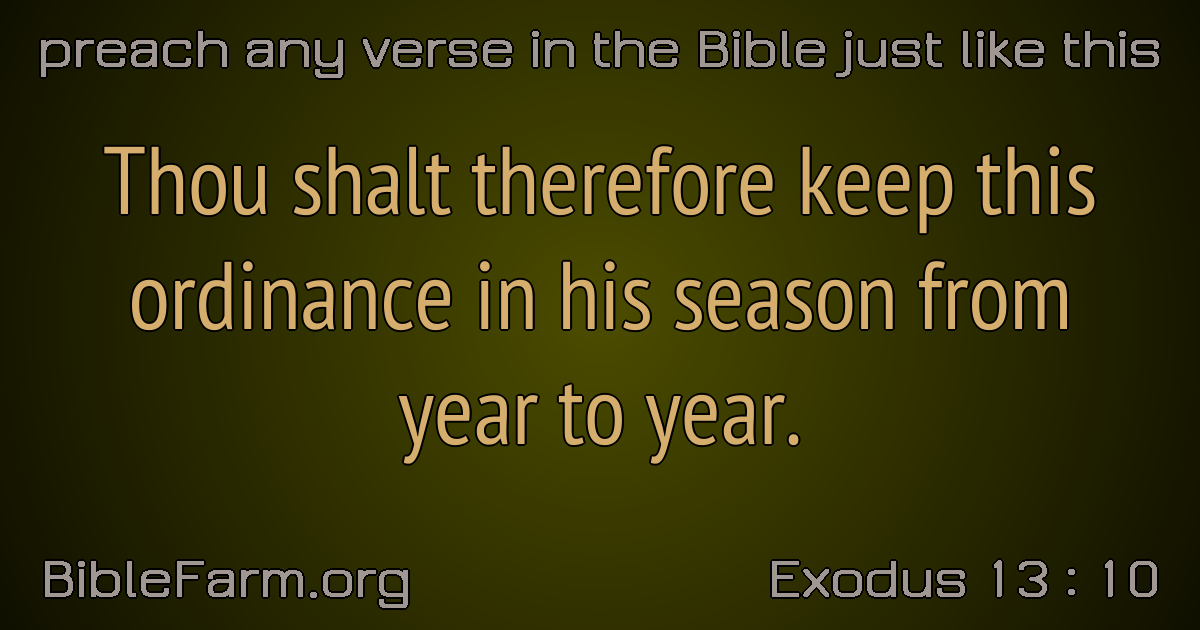 preach any verse in the Bible just like this
Thou shalt therefore keep this
ordinance in his season from
year to year.
BibleFarm.org
Exodus 13 : 10